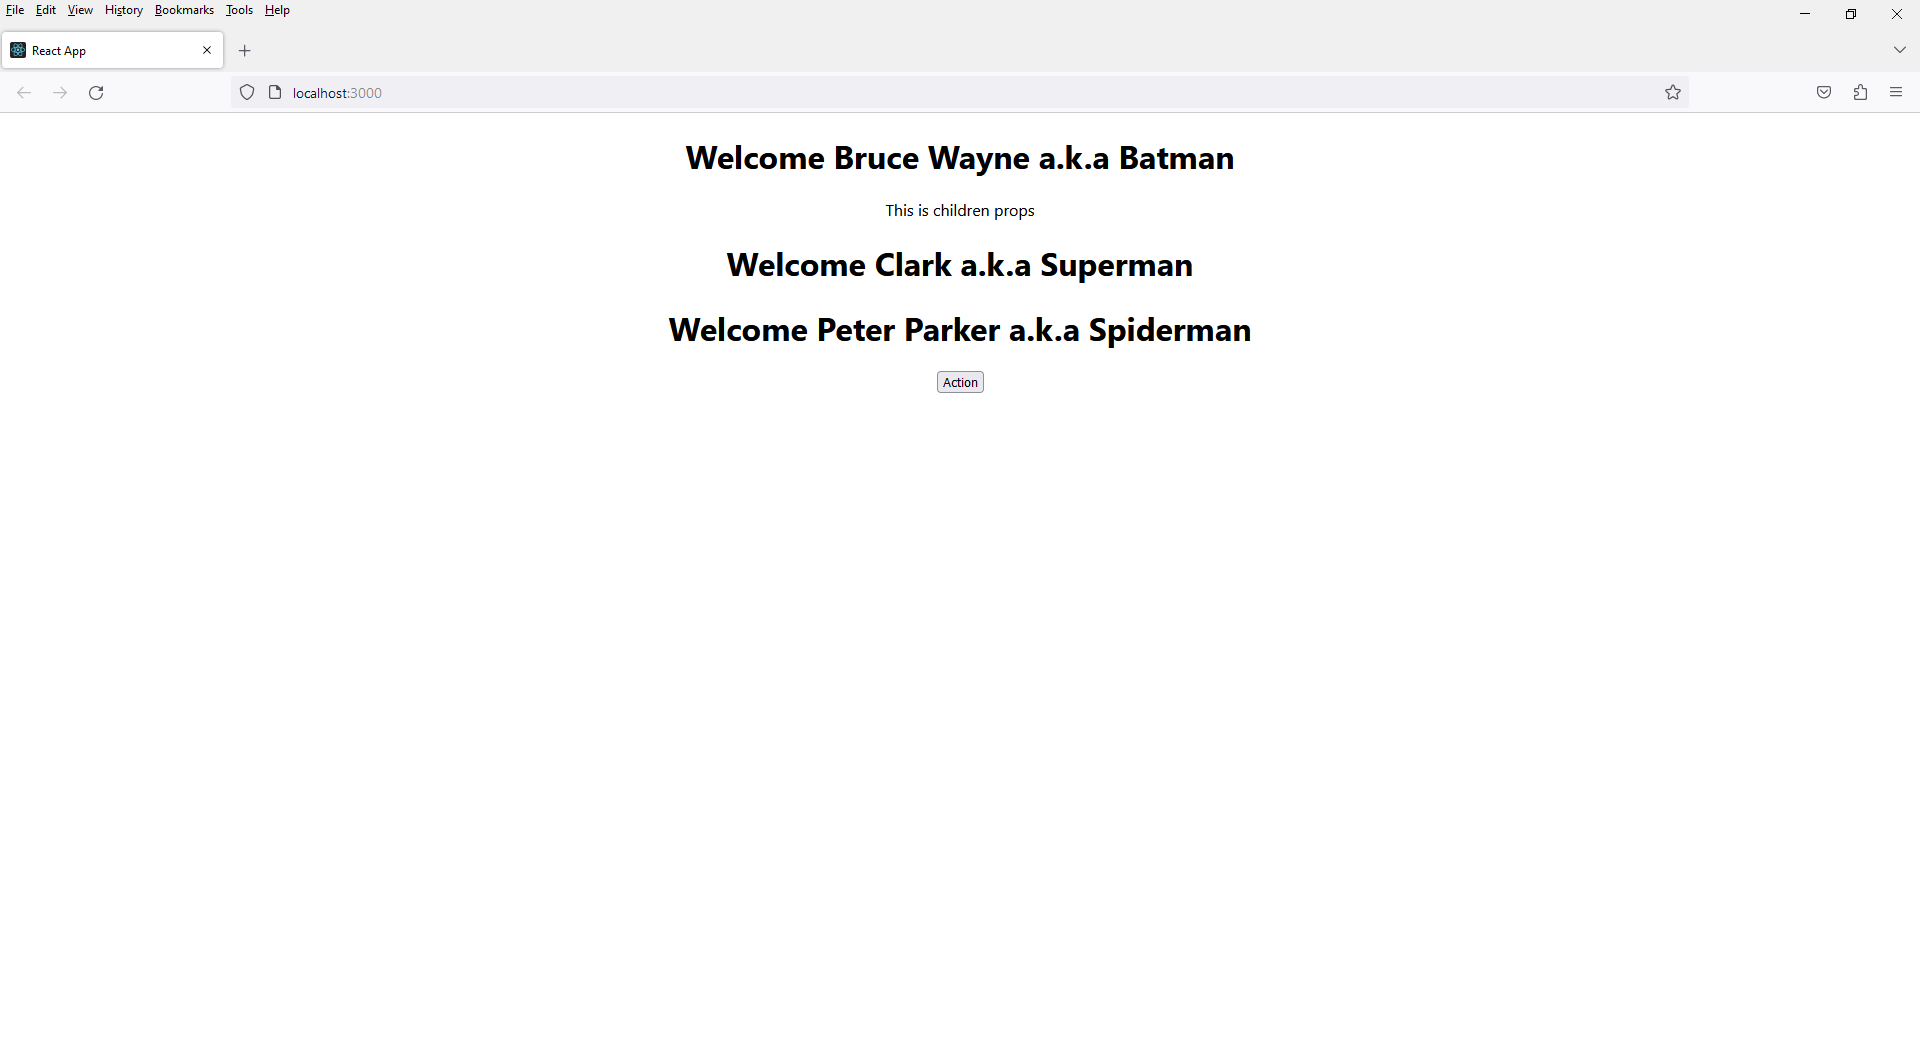 File Edit View History Bookmarks Tools Help
React App
localhost:3000
Welcome Bruce Wayne a.k.a Batman
This is children props
Welcome Clark a.k.a Superman
Welcome Peter Parker a.k.a Spiderman
Action